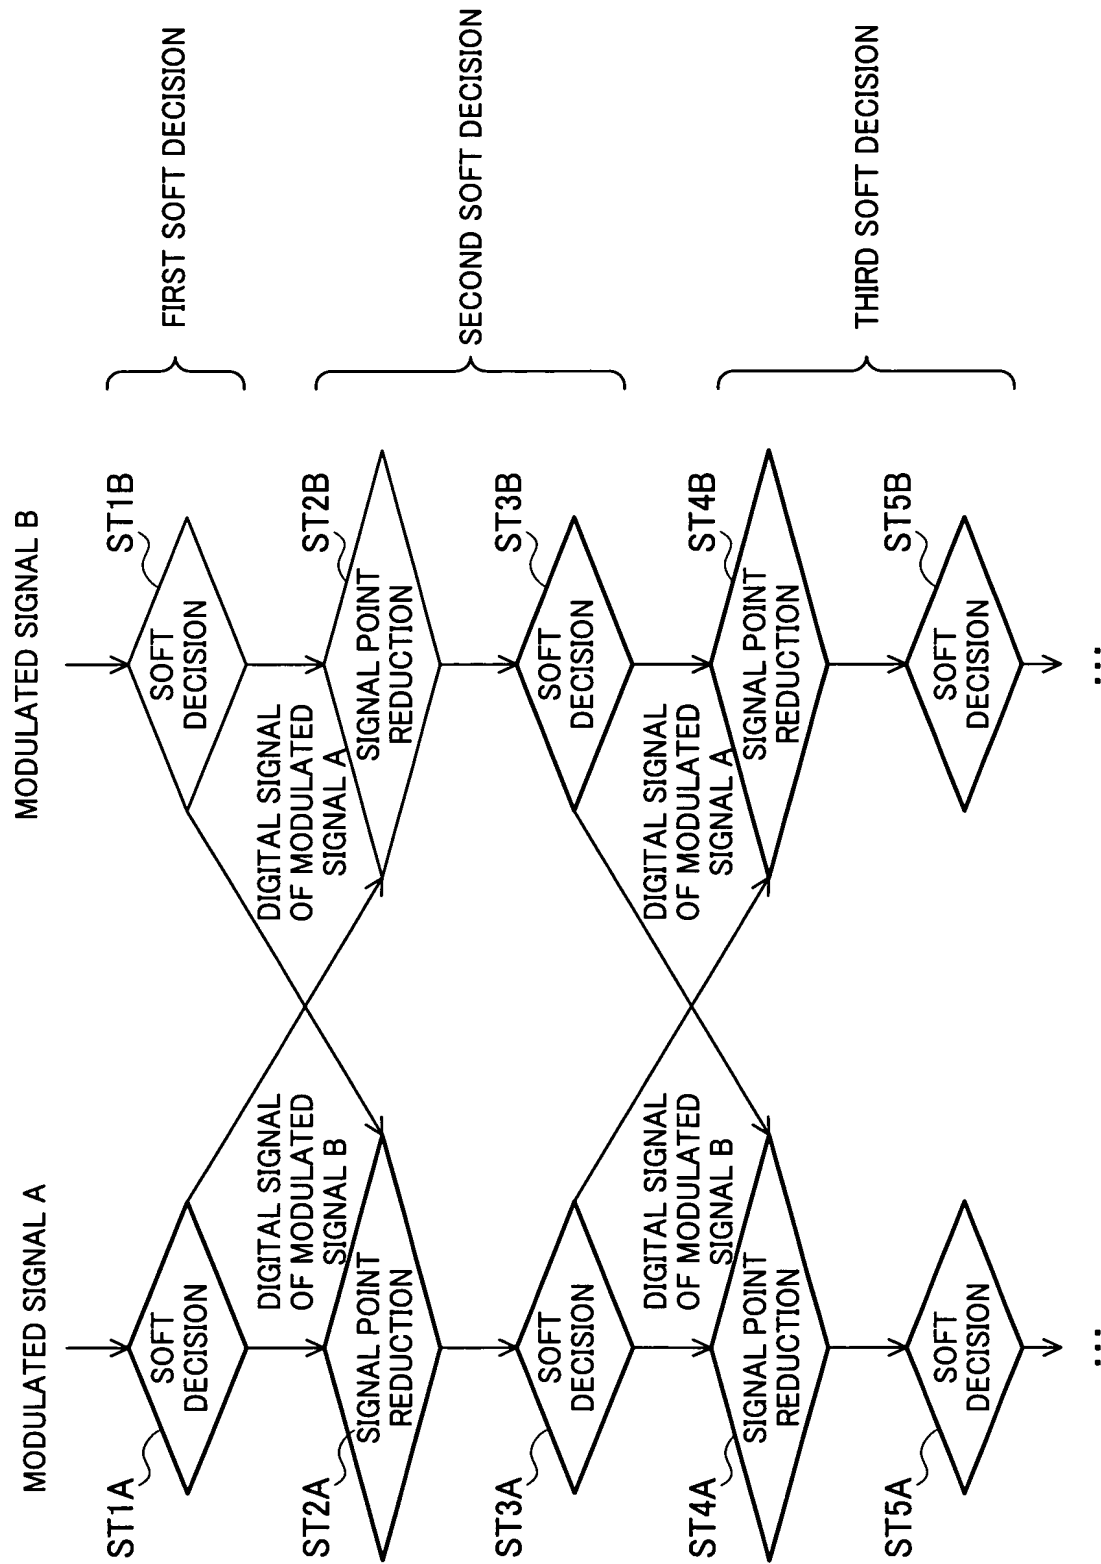 MODULATED SIGNAL A
MODULATED SIGNAL B
ST1A
SOFT
DECISION
ST1B
SOFT
DECISION
FIRST SOFT DECISION
DIGITAL SIGNAL
OF MODULATED
SIGNAL B
DIGITAL SIGNAL
OF MODULATED
SIGNAL A
ST2A
SIGNAL POINT
REDUCTION
ST2B
SIGNAL POINT
REDUCTION
SECOND SOFT DECISION
ST3A
SOFT
DECISION
ST3B
SOFT
DECISION
DIGITAL SIGNAL
OF MODULATED
SIGNAL B
DIGITAL SIGNAL
OF MODULATED
SIGNAL A
ST4A
SIGNAL POINT
REDUCTION
ST4B
SIGNAL POINT
REDUCTION
THIRD SOFT DECISION
ST5A
SOFT
DECISION
ST5B
SOFT
DECISION
...
...